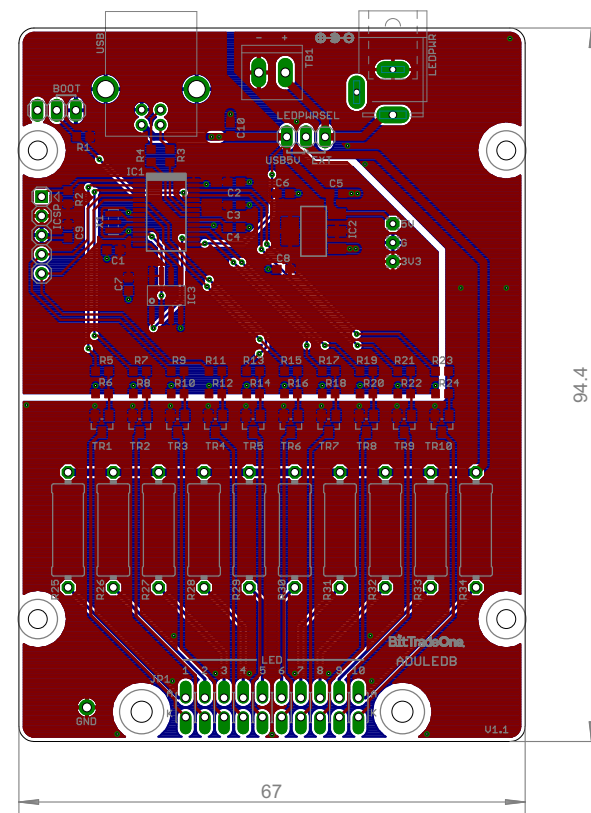 USB
TB1
- +
LEDPWR
BOOT
LEDPWRSEL
C10
R1
R4
R3
USB5V
EXT
IC1
ICSP
R2
C2
C6
C5
C3
5V
C9
C4
IC2
G
C1
C8
3V3
C7
IC3
R5 R7 R9 R11 R13 R15 R17 R19 R21 R23
R6 R8 R10 R12 R14 R16 R18 R20 R22 R24
TR1 TR2 TR3 TR4 TR5 TR6 TR7 TR8 TR9 TR10
R25 R26 R27 R28 R29 R30 R31 R32 R33 R34
BitTradeOne
LED
ADULEDB
1 2 3 4 5 6 7 8 9 10
JP1
GND
V1.1
94.4
67